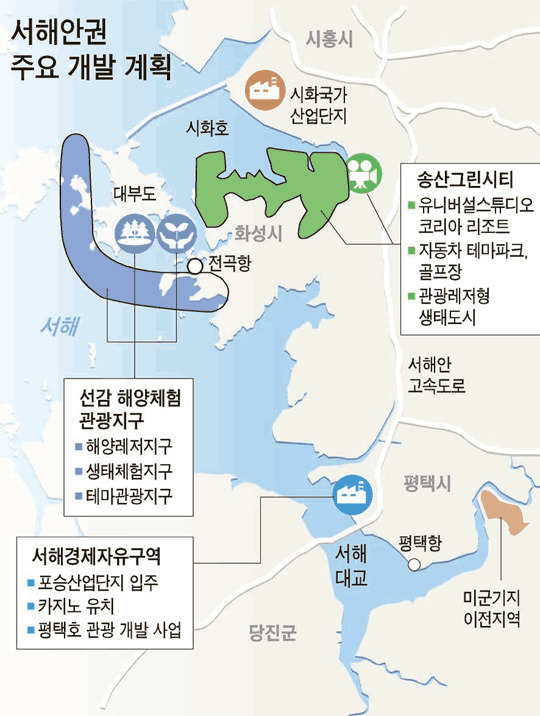 서해안권
주요 개발 계획
시흥시
시화국가
산업단지
시화호
대부도
화성시
전곡항
서해
송산그린시티
유니버설스튜디오
코리아 리조트
자동차 테마파크,
골프장
관광레저형
생태도시
서해안
고속도로
선감 해양체험
관광지구
해양레저지구
생태체험지구
테마관광지구
평택시
서해경제자유구역
포승산업단지 입주
카지노 유치
평택호 관광 개발 사업
서해
대교
평택항
미군기지
이전지역
당진군